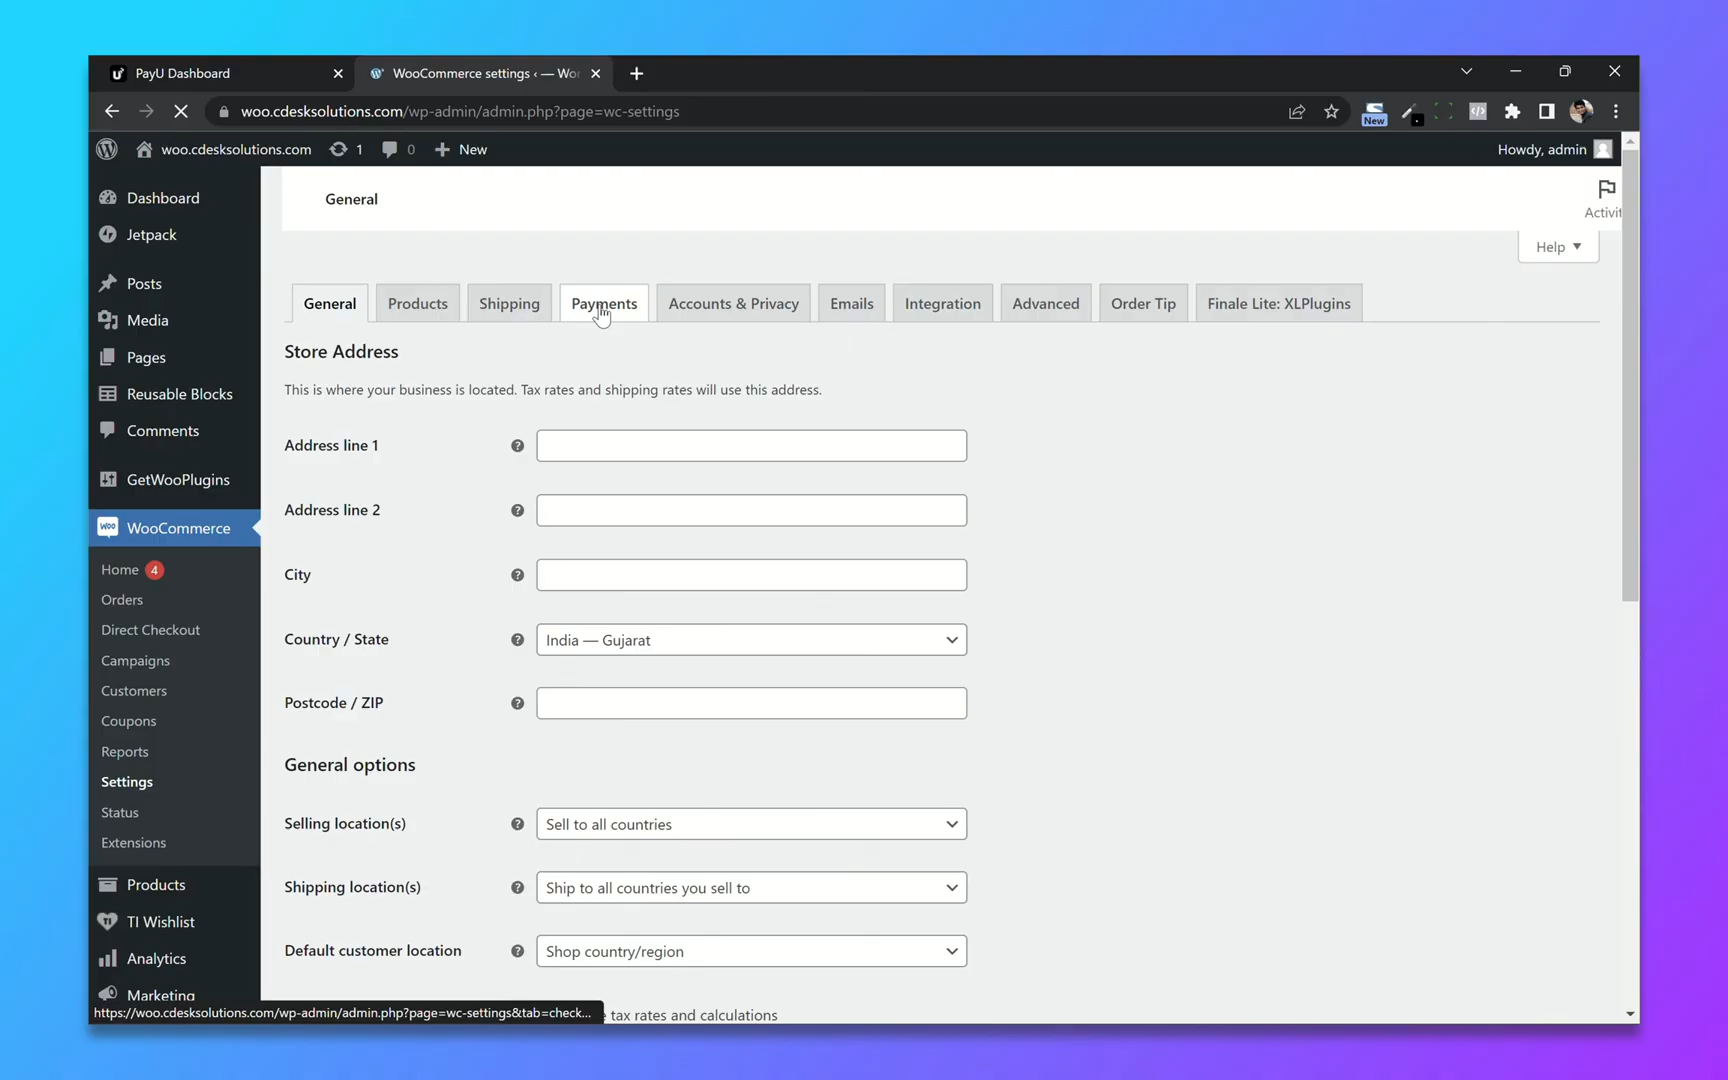 PayU Dashboard
WooCommerce settings ‹ — Wo
woo.cdesksolutions.com/wp-admin/admin.php?page=wc-settings
New
woo.cdesksolutions.com 1 0 New
Howdy, admin
Dashboard
Jetpack
Posts
Media
Pages
Reusable Blocks
Comments
GetWooPlugins
WooCommerce
Home 4
Orders
Direct Checkout
Campaigns
Customers
Coupons
Reports
Settings
Status
Extensions
Products
TI Wishlist
Analytics
Marketing
General
Activit
Help
General Products Shipping Payments Accounts & Privacy Emails Integration Advanced Order Tip Finale Lite: XLPlugins
Store Address
This is where your business is located. Tax rates and shipping rates will use this address.
Address line 1
Address line 2
City
Country / State India — Gujarat
Postcode / ZIP
General options
Selling location(s) Sell to all countries
Shipping location(s) Ship to all countries you sell to
Default customer location Shop country/region
tax rates and calculations
https://woo.cdesksolutions.com/wp-admin/admin.php?page=wc-settings&tab=check...